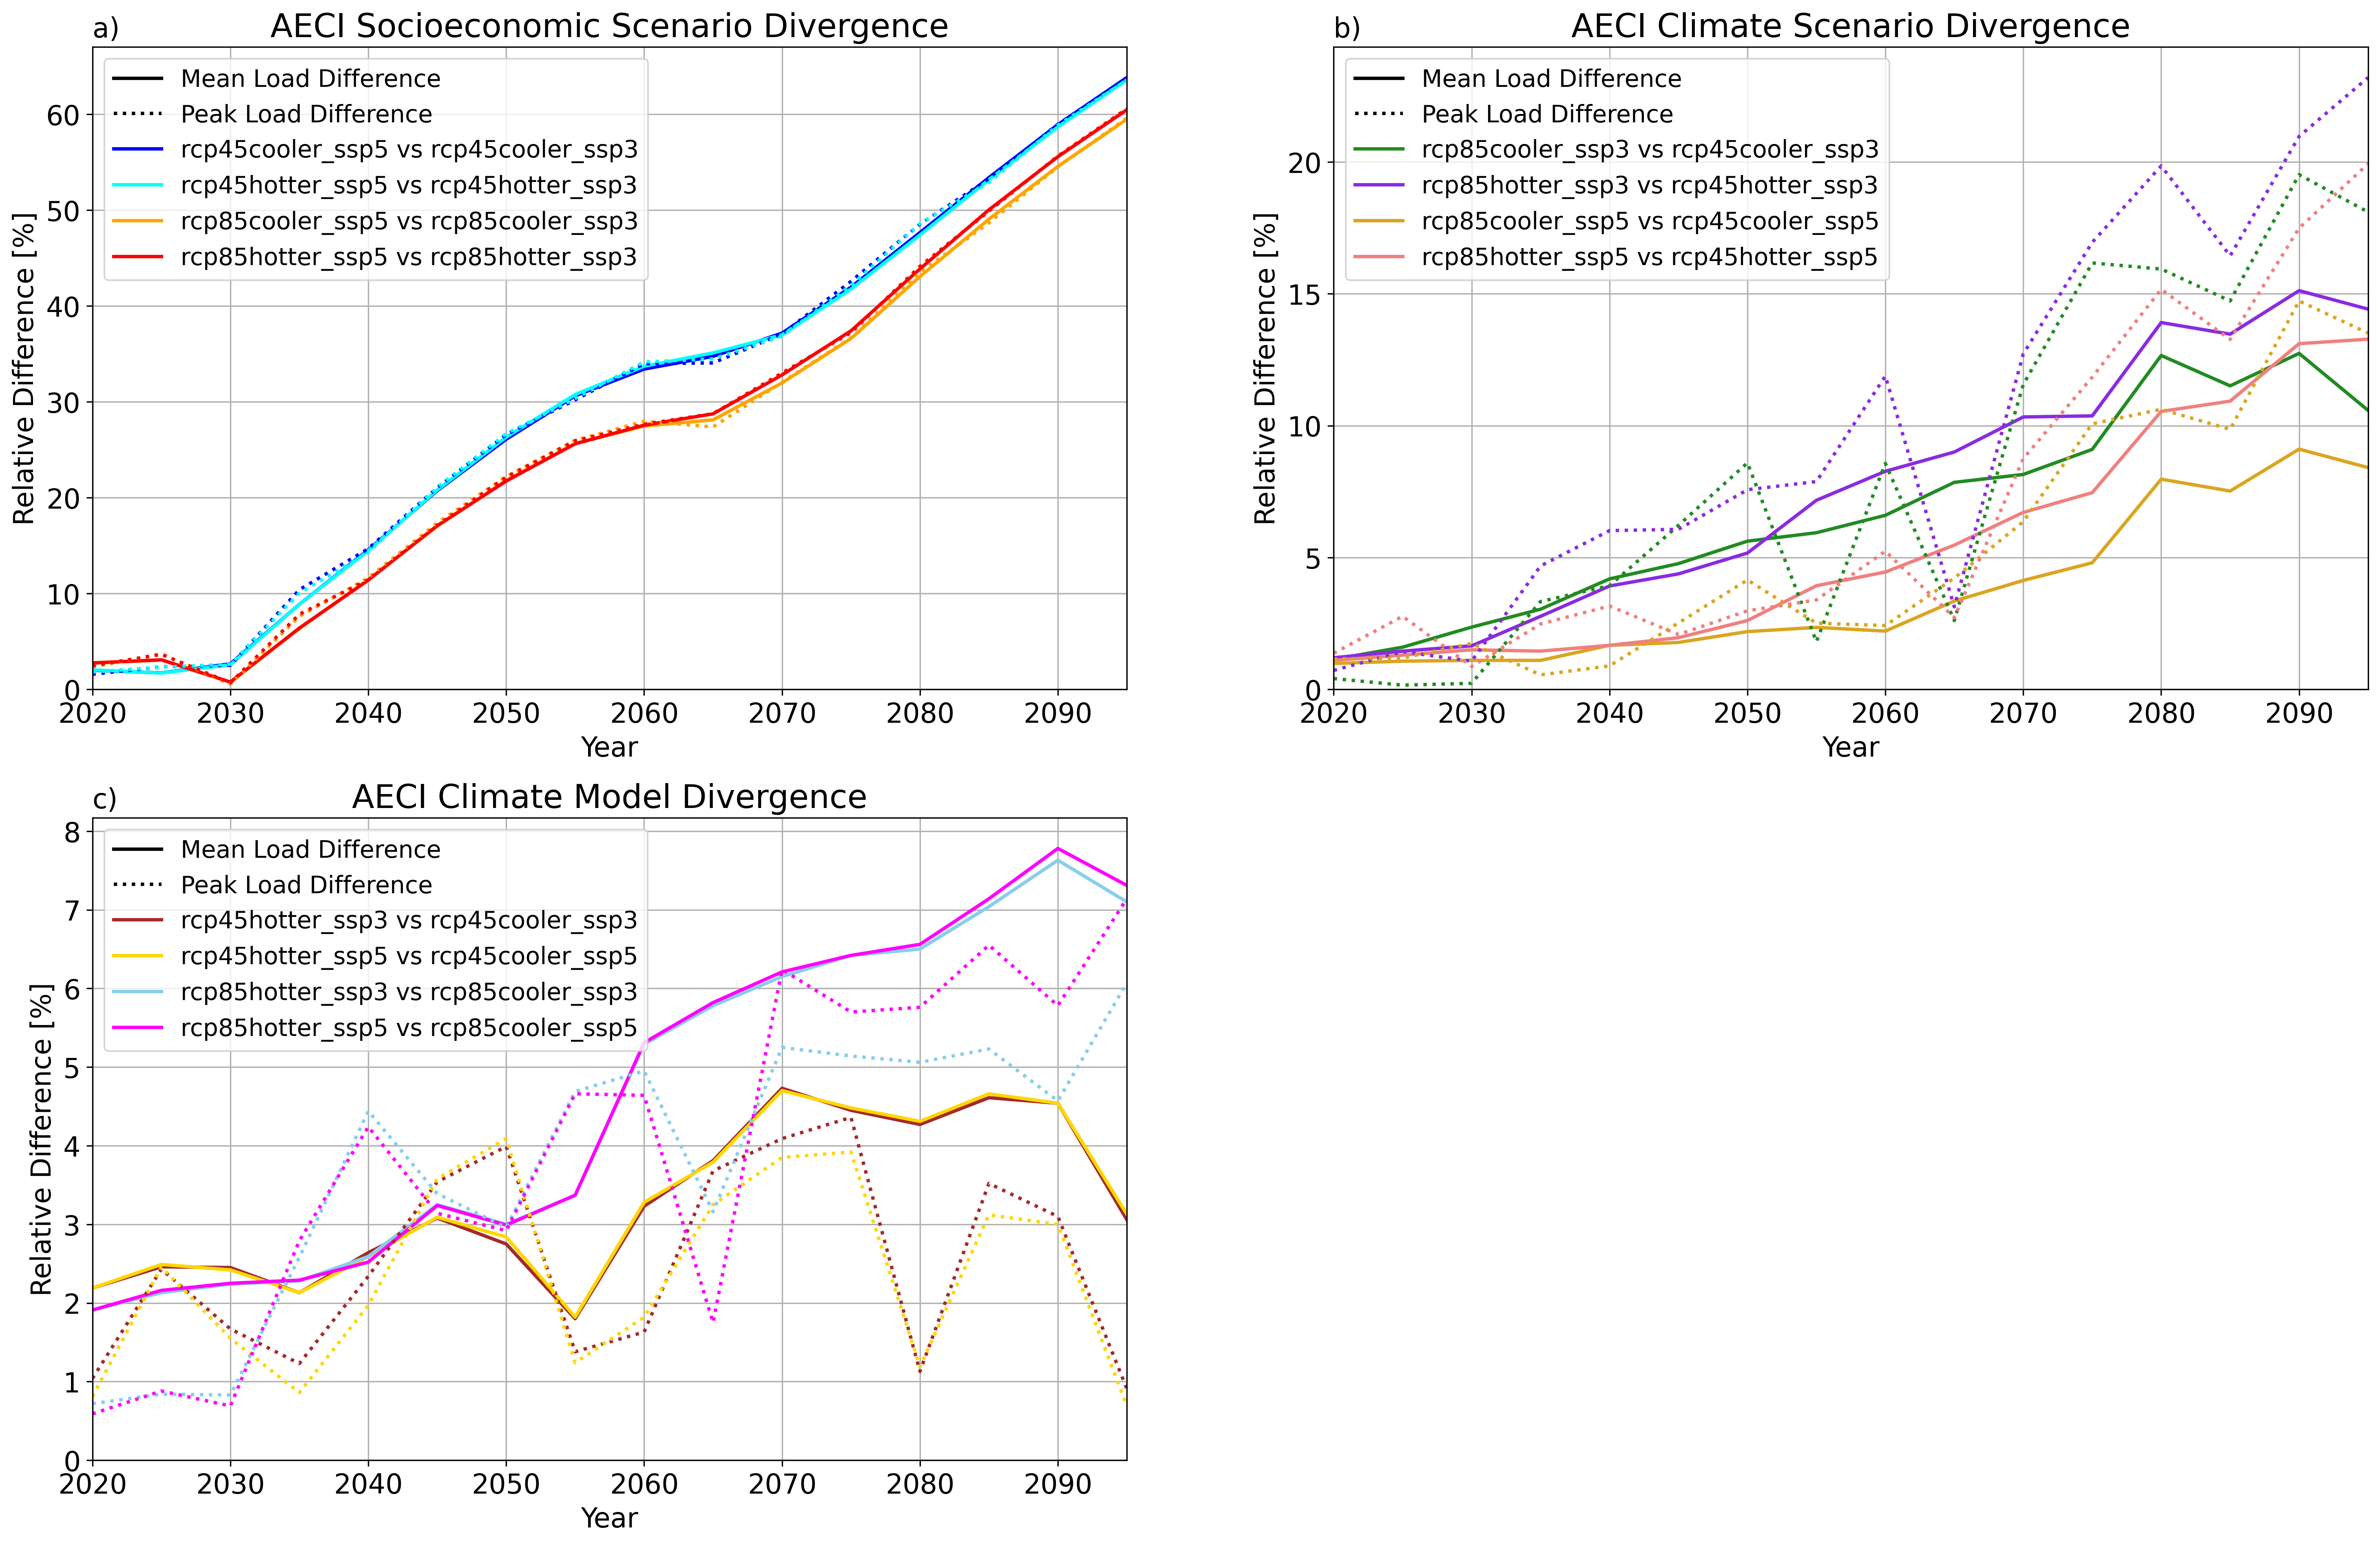 a)
AECI Socioeconomic Scenario Divergence
Mean Load Difference
Peak Load Difference
rcp45cooler_ssp5 vs rcp45cooler_ssp3
rcp45hotter_ssp5 vs rcp45hotter_ssp3
rcp85cooler_ssp5 vs rcp85cooler_ssp3
rcp85hotter_ssp5 vs rcp85hotter_ssp3
Relative Difference [%]
60
50
40
30
20
10
0
2020 2030 2040 2050 2060 2070 2080 2090
Year
b)
AECI Climate Scenario Divergence
Mean Load Difference
Peak Load Difference
rcp85cooler_ssp3 vs rcp45cooler_ssp3
rcp85hotter_ssp3 vs rcp45hotter_ssp3
rcp85cooler_ssp5 vs rcp45cooler_ssp5
rcp85hotter_ssp5 vs rcp45hotter_ssp5
Relative Difference [%]
20
15
10
5
0
2020 2030 2040 2050 2060 2070 2080 2090
Year
c)
AECI Climate Model Divergence
Mean Load Difference
Peak Load Difference
rcp45hotter_ssp3 vs rcp45cooler_ssp3
rcp45hotter_ssp5 vs rcp45cooler_ssp5
rcp85hotter_ssp3 vs rcp85cooler_ssp3
rcp85hotter_ssp5 vs rcp85cooler_ssp5
Relative Difference [%]
8
7
6
5
4
3
2
1
0
2020 2030 2040 2050 2060 2070 2080 2090
Year